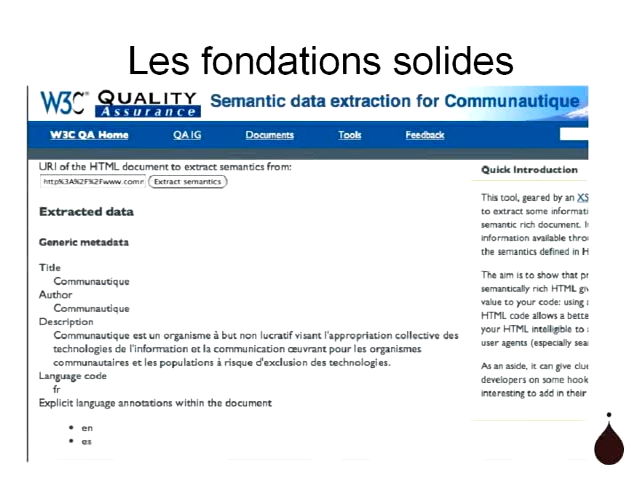 Les fondations solides
W3C® QUALITY Assurance Semantic data extraction for Communautique
W3C QA Home QA IG Documents Tools Feedback
URI of the HTML document to extract semantics from:
http%3A%2F%2Fwww.comm Extract semantics
Extracted data
Generic metadata
Title
Communautique
Author
Communautique
Description
Communautique est un organisme à but non lucratif visant l'appropriation collective des
technologies de l'information et la communication œuvrant pour les organismes
communautaires et les populations à risque d'exclusion des technologies.
Language code
fr
Explicit language annotations within the document
• en
• es
Quick Introduction
This tool, geared by an XS
to extract some informati
semantic rich document. I
information available thro
the semantics defined in H
The aim is to show that pr
semantically rich HTML giv
value to your code: using
HTML code allows a bette
your HTML intelligible to
user agents (especially sea
As an aside, it can give clue
developers on some hook
interesting to add in their